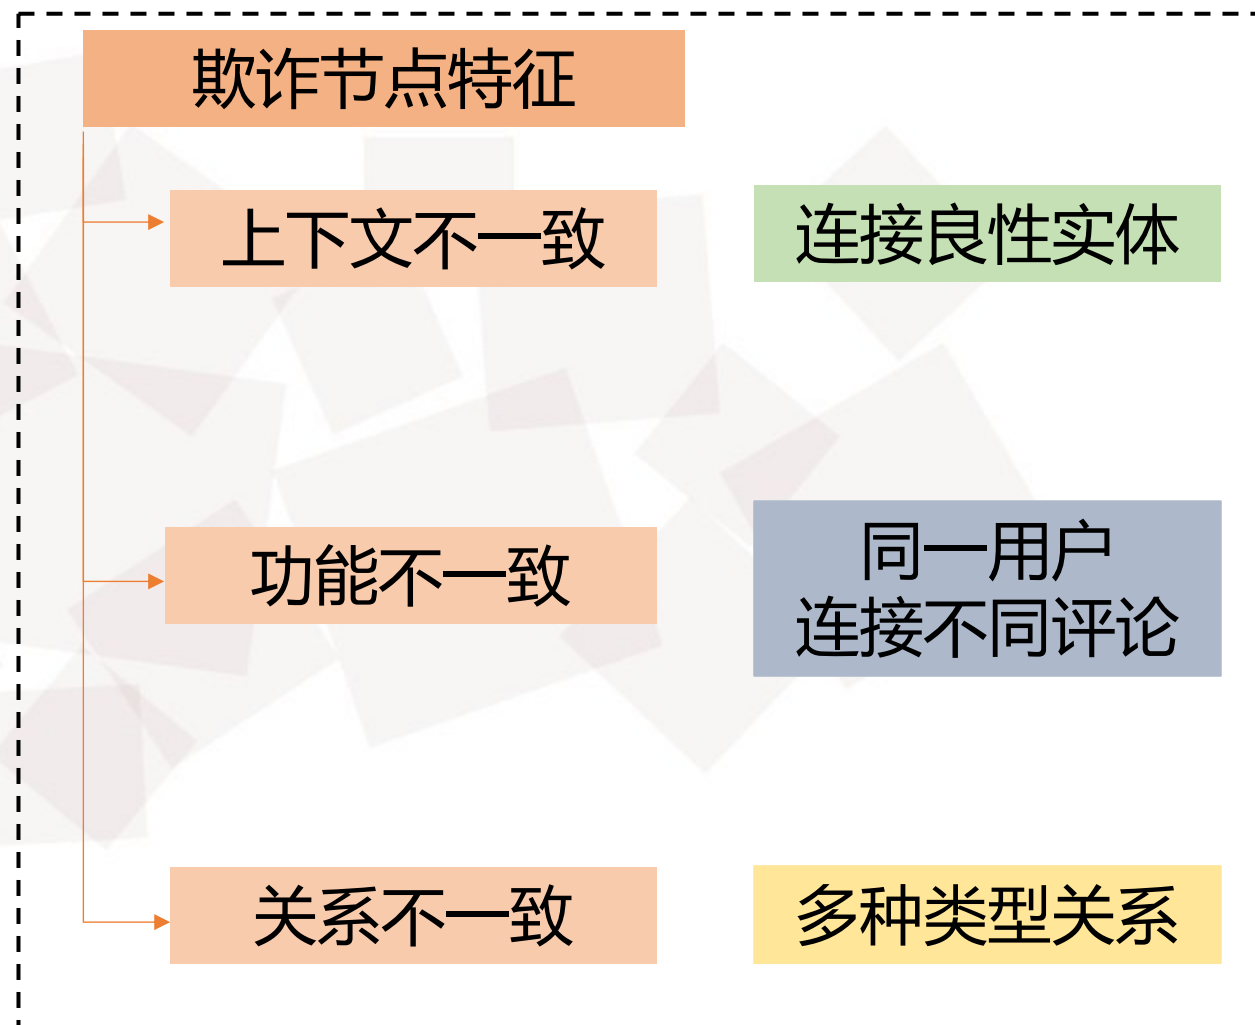 欺诈节点特征
上下文不一致
连接良性实体
功能不一致
同一用户
连接不同评论
关系不一致
多种类型关系